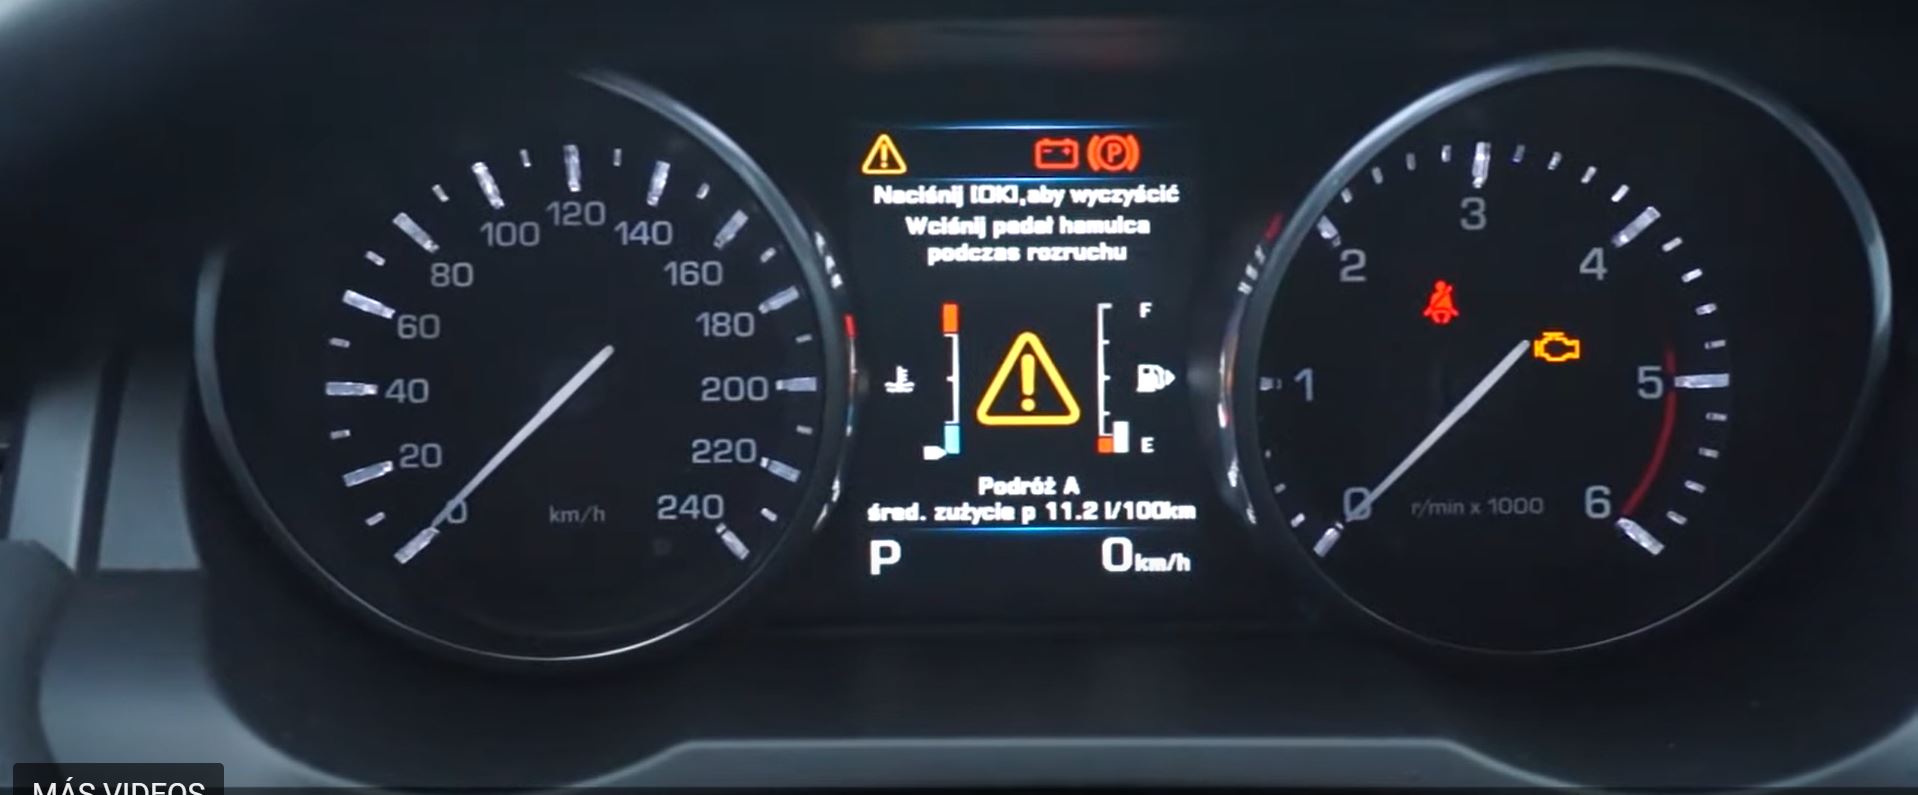 Naciśnij [OK],aby wyczyścić
Wciśnij pedał hamulca
podczas rozruchu
F
E
Podróż A
śred. zużycie p 11.2 l/100km
P
0km/h
0
20
40
60
80
100
120
140
160
180
200
220
240
km/h
0
1
2
3
4
5
6
r/min x 1000
P
MÁS VIDEOS